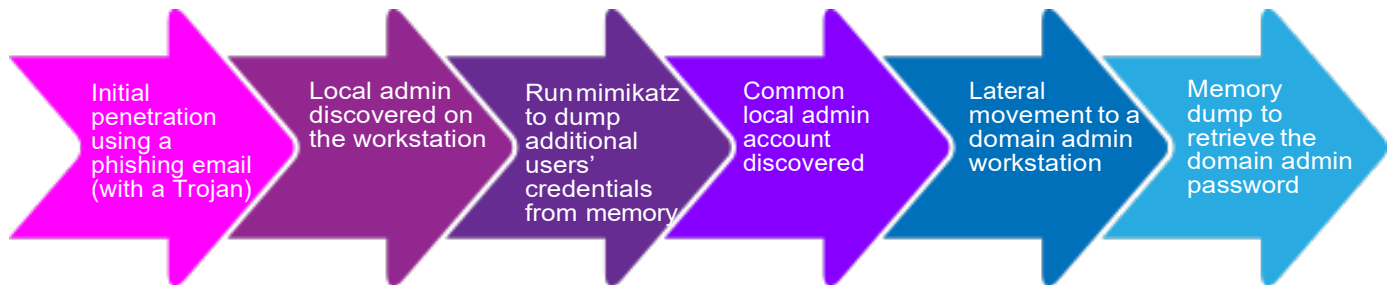 Initial
penetration
using a
phishing email
(with a Trojan)
Local admin
discovered on
the workstation
Run mimikatz
to dump
additional
users’
credentials
from memory
Common
local admin
account
discovered
Lateral
movement to a
domain admin
workstation
Memory
dump to
retrieve the
domain admin
password